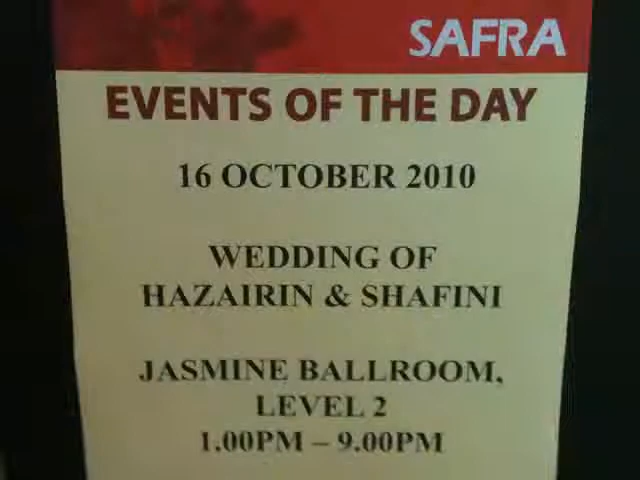 SAFRA
EVENTS OF THE DAY
16 OCTOBER 2010
WEDDING OF
HAZAIRIN & SHAFINI
JASMINE BALLROOM,
LEVEL 2
1.00PM – 9.00PM